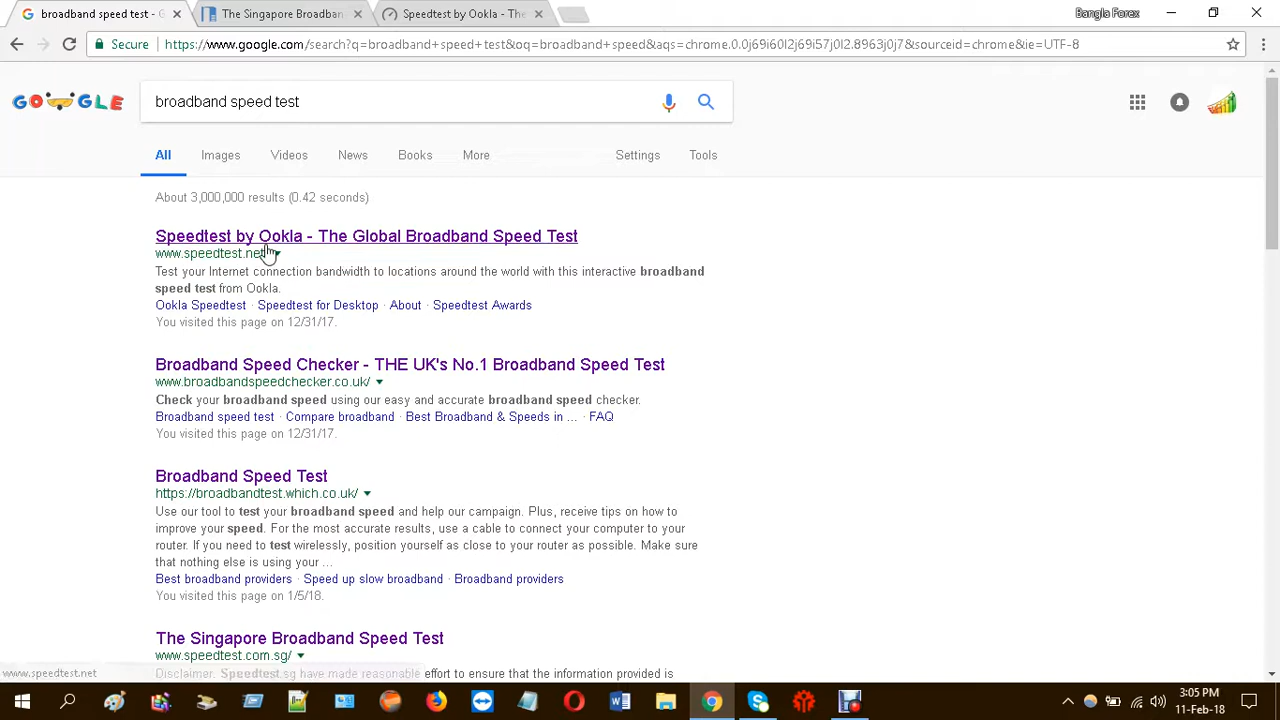 broadband speed test - G
The Singapore Broadban
Speedtest by Ookla - The
Bangla Forex
Secure
https://www.google.com/search?q=broadband+speed+test&oq=broadband+speed&aqs=chrome.0.0j69i60l2j69i57j0l2.8963j0j7&sourceid=chrome&ie=UTF-8
GOOGLE
broadband speed test
All Images Videos News Books More Settings Tools
About 3,000,000 results (0.42 seconds)
Speedtest by Ookla - The Global Broadband Speed Test
www.speedtest.net
Test your Internet connection bandwidth to locations around the world with this interactive broadband
speed test from Ookla.
Ookla Speedtest · Speedtest for Desktop · About · Speedtest Awards
You visited this page on 12/31/17.
Broadband Speed Checker - THE UK's No.1 Broadband Speed Test
www.broadbandspeedchecker.co.uk/
Check your broadband speed using our easy and accurate broadband speed checker.
Broadband speed test · Compare broadband · Best Broadband & Speeds in ... · FAQ
You visited this page on 12/31/17.
Broadband Speed Test
https://broadbandtest.which.co.uk/
Use our tool to test your broadband speed and help our campaign. Plus, receive tips on how to
improve your speed. For the most accurate results, use a cable to connect your computer to your
router. If you need to test wirelessly, position yourself as close to your router as possible. Make sure
that nothing else is using your ...
Best broadband providers · Speed up slow broadband · Broadband providers
You visited this page on 1/5/18.
The Singapore Broadband Speed Test
www.speedtest.com.sg/
Disclaimer. Speedtest.sg have made reasonable effort to ensure that the information provided is
www.speedtest.net
3:05 PM
11-Feb-18